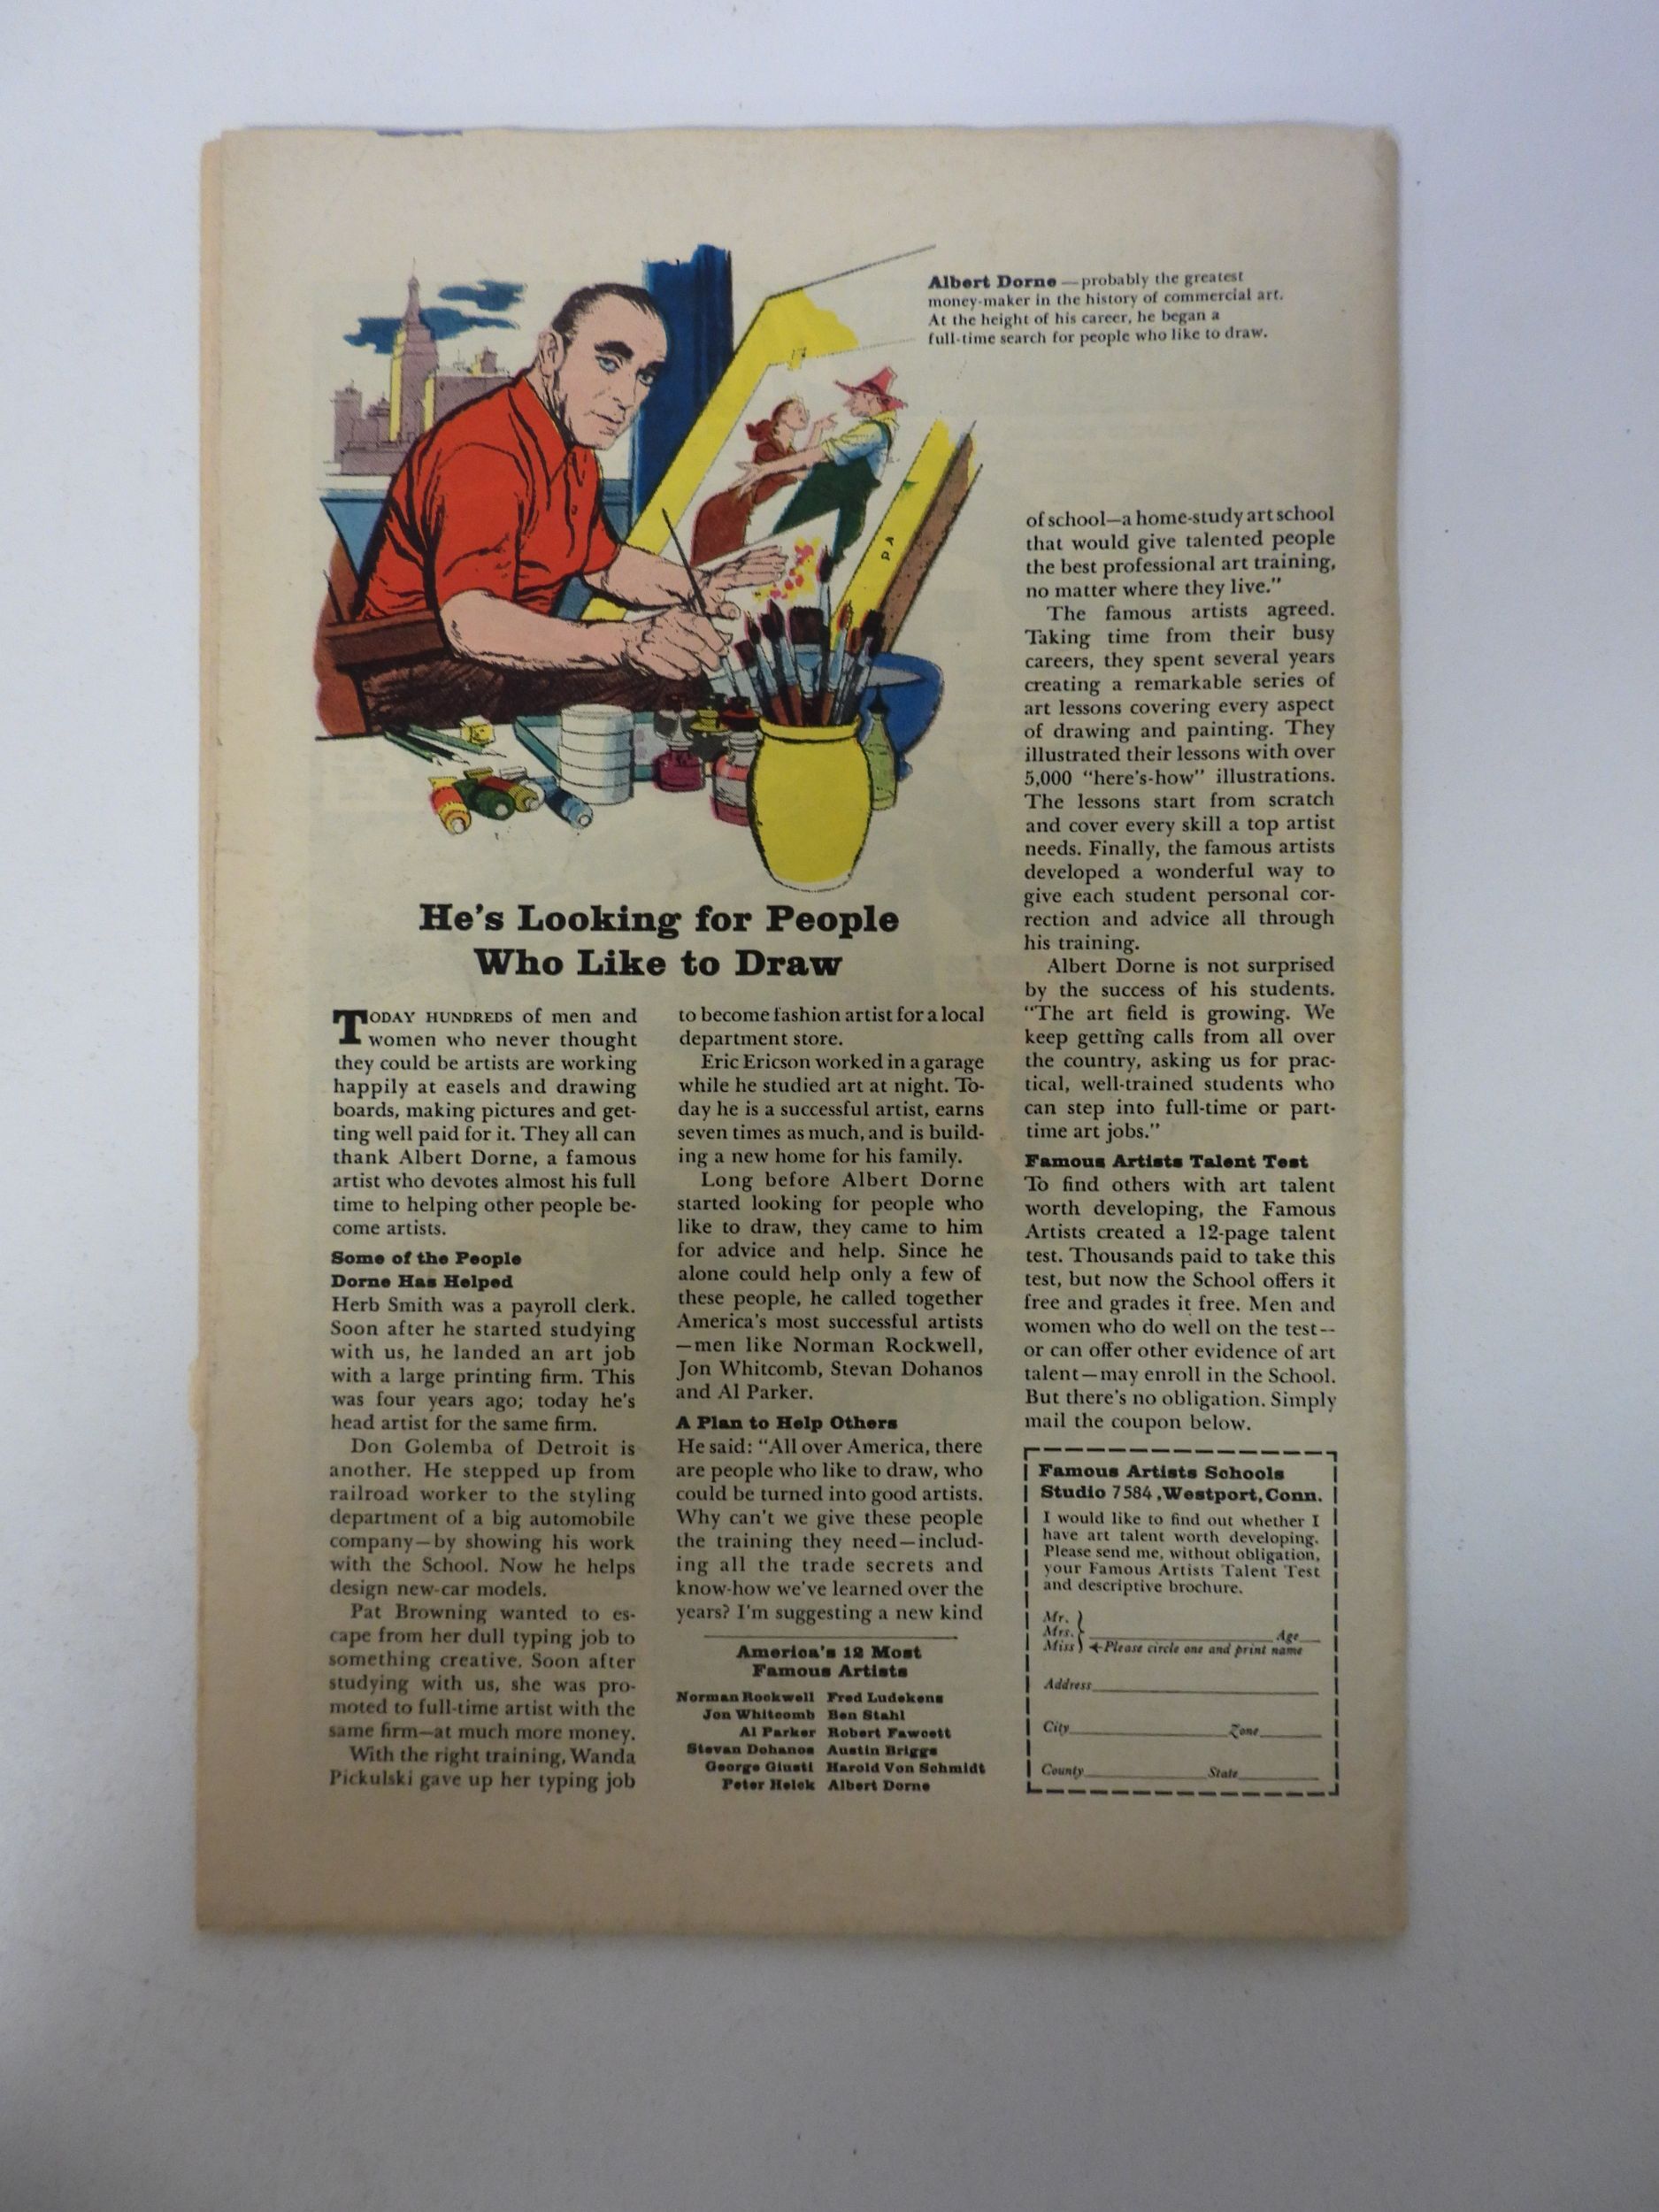 Albert Dorne —probably the greatest
money-maker in the history of commercial art.
At the height of his career, he began a
full-time search for people who like to draw.
He's Looking for People
Who Like to Draw
TODAY HUNDREDS of men and
women who never thought
they could be artists are working
happily at easels and drawing
boards, making pictures and get-
ting well paid for it. They all can
thank Albert Dorne, a famous
artist who devotes almost his full
time to helping other people be-
come artists.
Some of the People
Dorne Has Helped
Herb Smith was a payroll clerk.
Soon after he started studying
with us, he landed an art job
with a large printing firm. This
was four years ago; today he's
head artist for the same firm.
Don Golemba of Detroit is
another. He stepped up from
railroad worker to the styling
department of a big automobile
company—by showing his work
with the School. Now he helps
design new-car models.
Pat Browning wanted to es-
cape from her dull typing job to
something creative. Soon after
studying with us, she was pro-
moted to full-time artist with the
same firm—at much more money.
With the right training, Wanda
Pickulski gave up her typing job
to become fashion artist for a local
department store.
Eric Ericson worked in a garage
while he studied art at night. To-
day he is a successful artist, earns
seven times as much, and is build-
ing a new home for his family.
Long before Albert Dorne
started looking for people who
like to draw, they came to him
for advice and help. Since he
alone could help only a few of
these people, he called together
America's most successful artists
—men like Norman Rockwell,
Jon Whitcomb, Stevan Dohanos
and Al Parker.
A Plan to Help Others
He said: "All over America, there
are people who like to draw, who
could be turned into good artists.
Why can't we give these people
the training they need—includ-
ing all the trade secrets and
know-how we've learned over the
years? I'm suggesting a new kind
America's 12 Most
Famous Artists
Norman Rockwell Fred Ludekens
Jon Whitcomb Ben Stahl
Al Parker Robert Fawcett
Stevan Dohanos Austin Briggs
George Giusti Harold Von Schmidt
Peter Helck Albert Dorne
of school—a home-study art school
that would give talented people
the best professional art training,
no matter where they live."
The famous artists agreed.
Taking time from their busy
careers, they spent several years
creating a remarkable series of
art lessons covering every aspect
of drawing and painting. They
illustrated their lessons with over
5,000 "here's-how" illustrations.
The lessons start from scratch
and cover every skill a top artist
needs. Finally, the famous artists
developed a wonderful way to
give each student personal cor-
rection and advice all through
his training.
Albert Dorne is not surprised
by the success of his students.
"The art field is growing. We
keep getting calls from all over
the country, asking us for prac-
tical, well-trained students who
can step into full-time or part-
time art jobs."
Famous Artists Talent Test
To find others with art talent
worth developing, the Famous
Artists created a 12-page talent
test. Thousands paid to take this
test, but now the School offers it
free and grades it free. Men and
women who do well on the test—
or can offer other evidence of art
talent—may enroll in the School.
But there's no obligation. Simply
mail the coupon below.
Famous Artists Schools
Studio 7584, Westport, Conn.
I would like to find out whether I
have art talent worth developing.
Please send me, without obligation,
your Famous Artists Talent Test
and descriptive brochure.
Mr.
Mrs. Age
Miss Please circle one and print name
Address
City Zone
County State